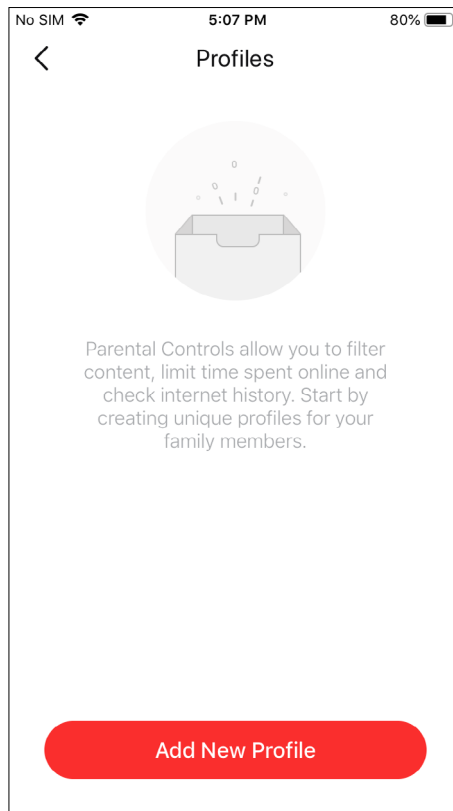 No SIM 5:07 PM 80%
Profiles
Parental Controls allow you to filter
content, limit time spent online and
check internet history. Start by
creating unique profiles for your
family members.
Add New Profile